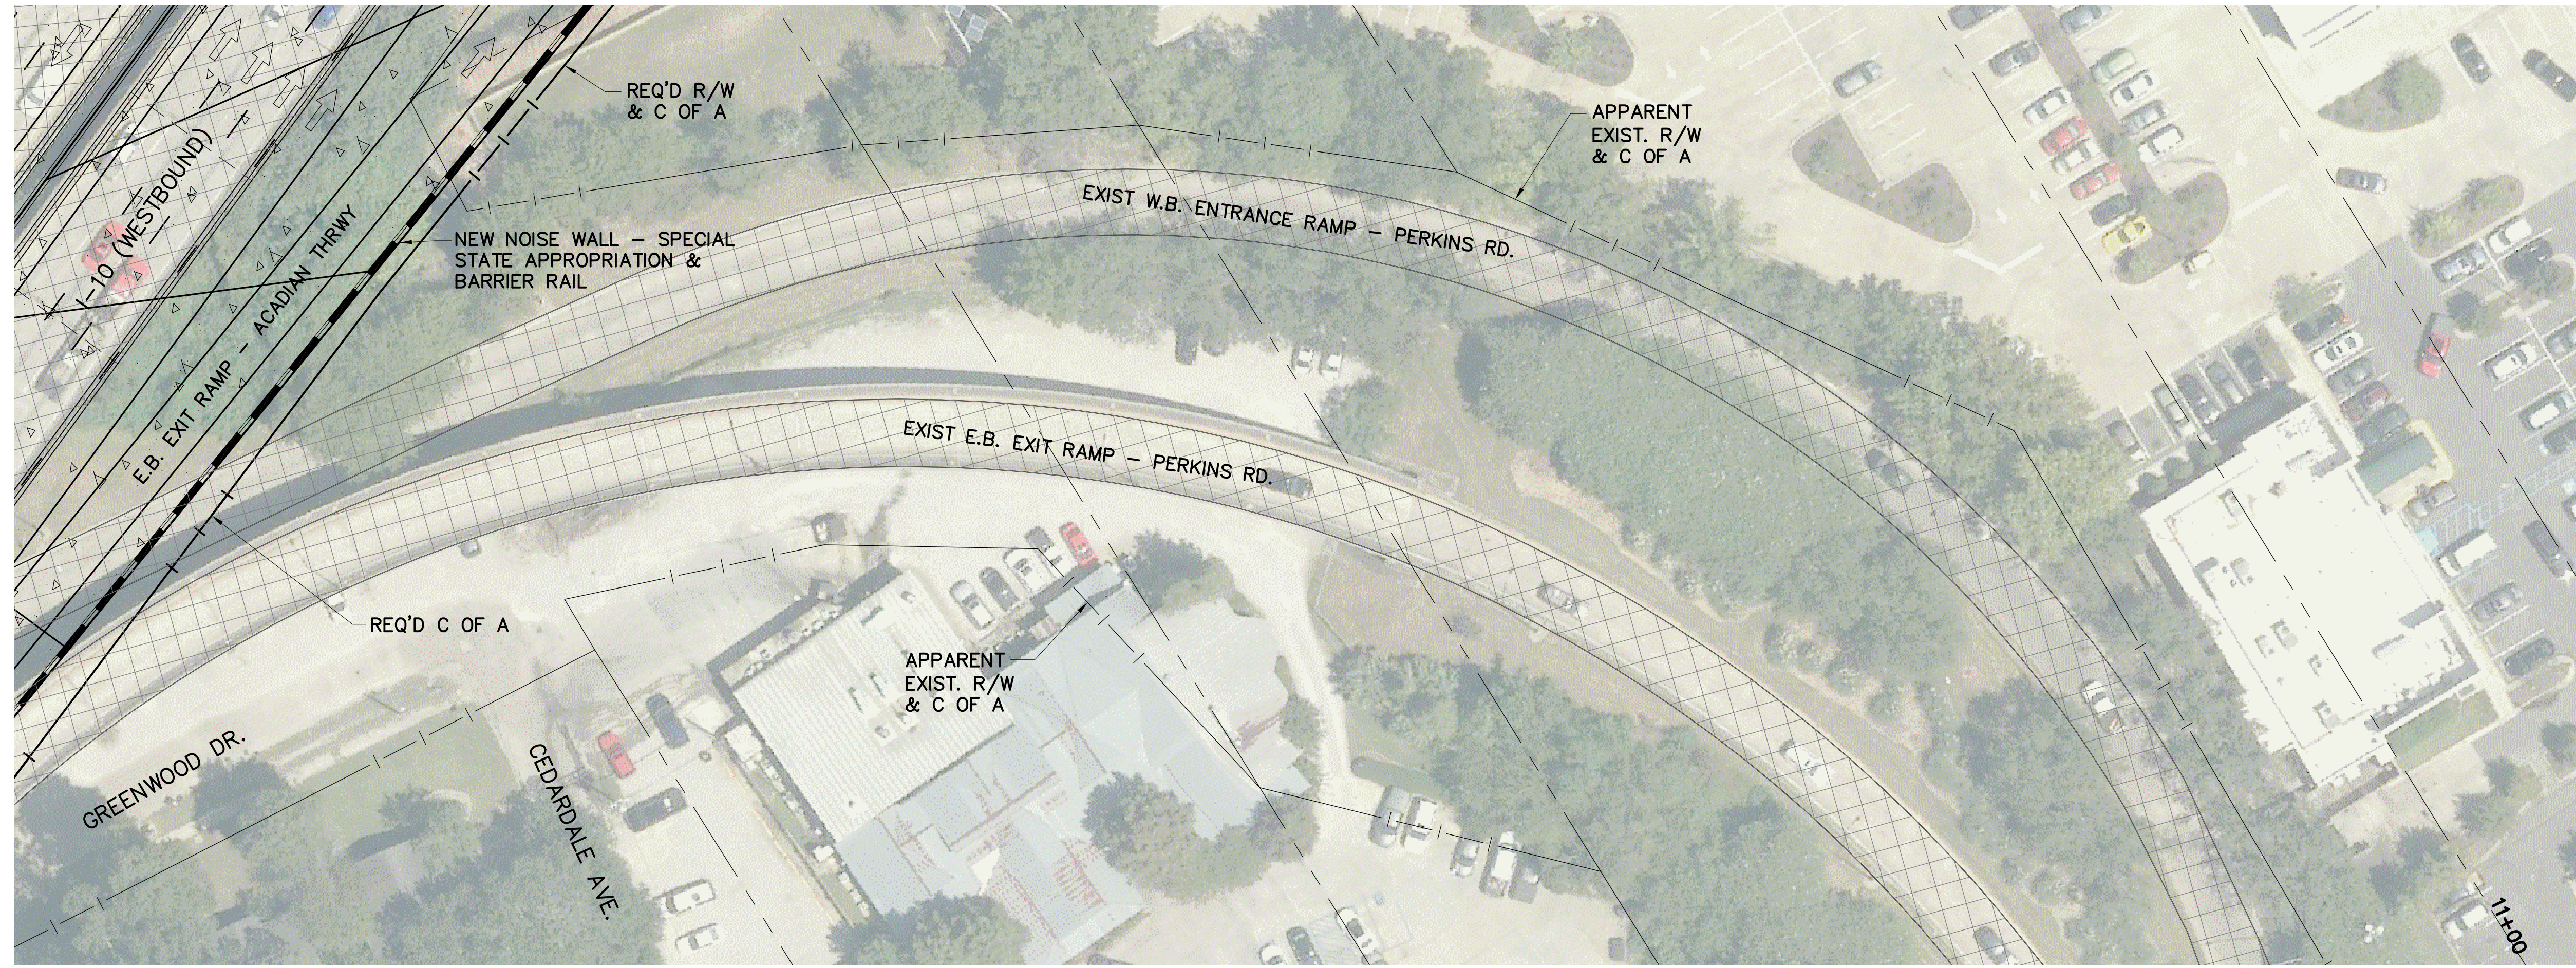 REQ'D R/W
& C OF A
APPARENT
EXIST. R/W
& C OF A
I-10 (WESTBOUND)
E.B. EXIT RAMP - ACADIAN THRWY
NEW NOISE WALL - SPECIAL
STATE APPROPRIATION &
BARRIER RAIL
EXIST W.B. ENTRANCE RAMP - PERKINS RD.
EXIST E.B. EXIT RAMP - PERKINS RD.
REQ'D C OF A
APPARENT
EXIST. R/W
& C OF A
GREENWOOD DR.
CEDARDALE AVE.
11+00